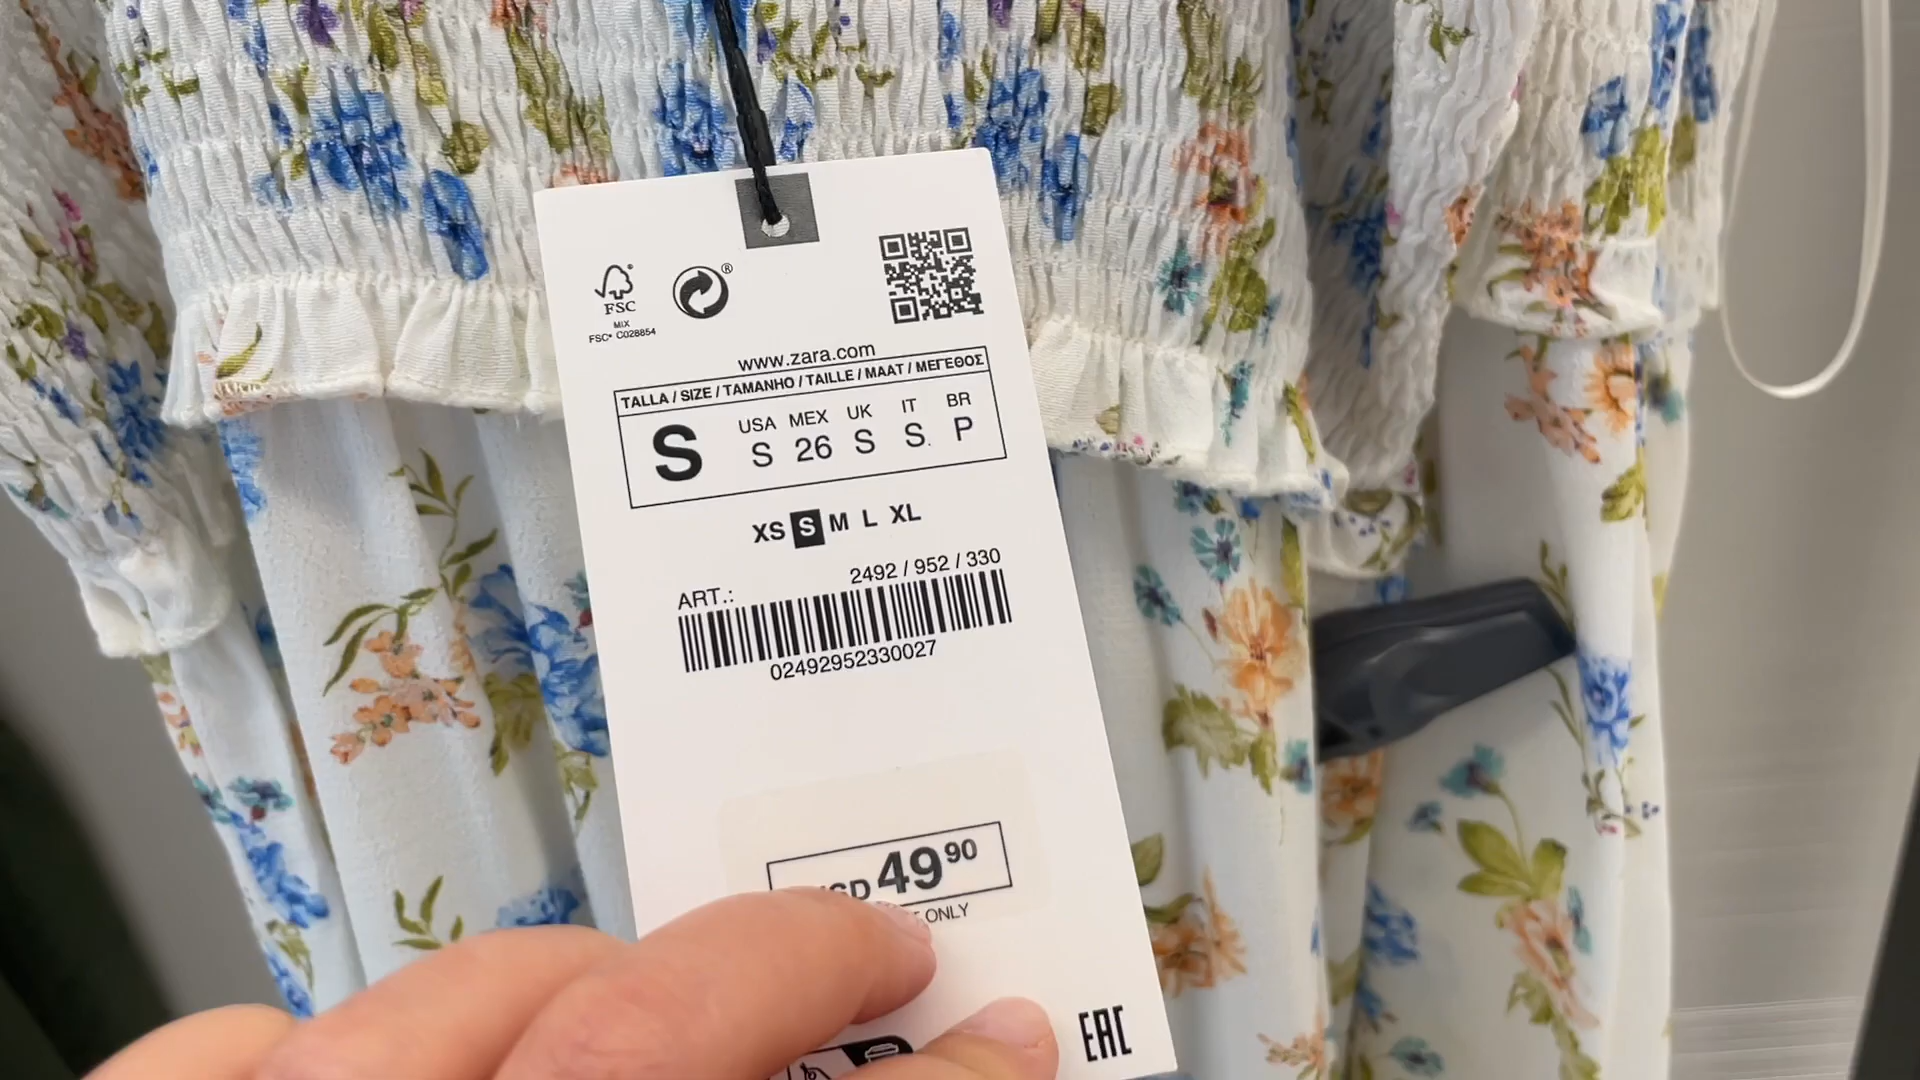 FSC®
MIX
FSC® C028854
®
www.zara.com
TALLA / SIZE / TAMANHO / TAILLE / MAAT / ΜΕΓΕΘΟΣ
S
USA MEX UK IT BR
S 26 S S. P
XS S M L XL
ART.: 2492 / 952 / 330
02492952330027
49 90
ONLY
EAC